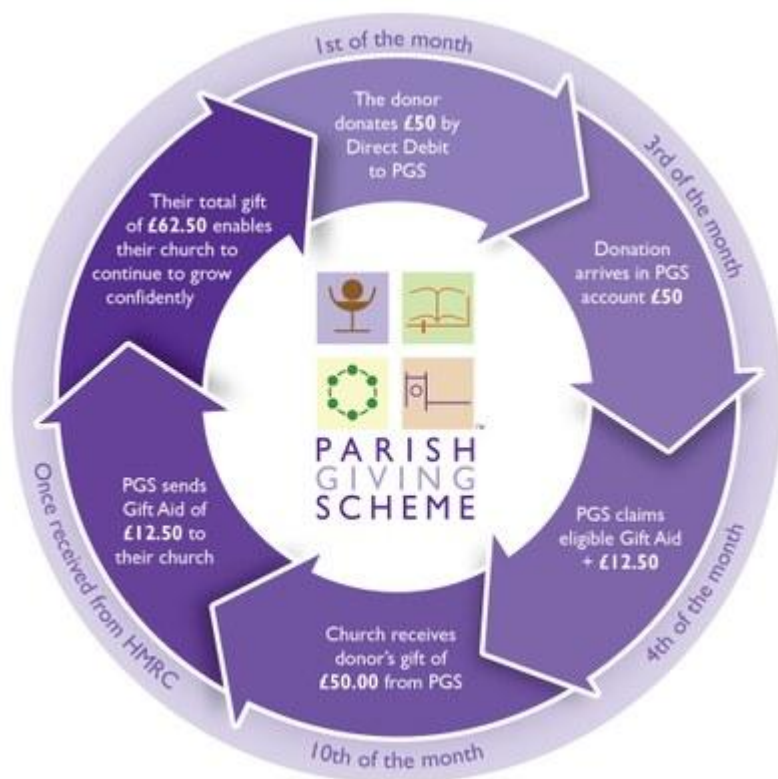 1st of the month
The donor
donates £50 by
Direct Debit
to PGS
3rd of the month
Donation
arrives in PGS
account £50
4th of the month
PGS claims
eligible Gift Aid
+ £12.50
10th of the month
Church receives
donor's gift of
£50.00 from PGS
Once received from HMRC
PGS sends
Gift Aid of
£12.50 to
their church
Their total gift
of £62.50 enables
their church to
continue to grow
confidently
PARISH
GIVING
SCHEME
™